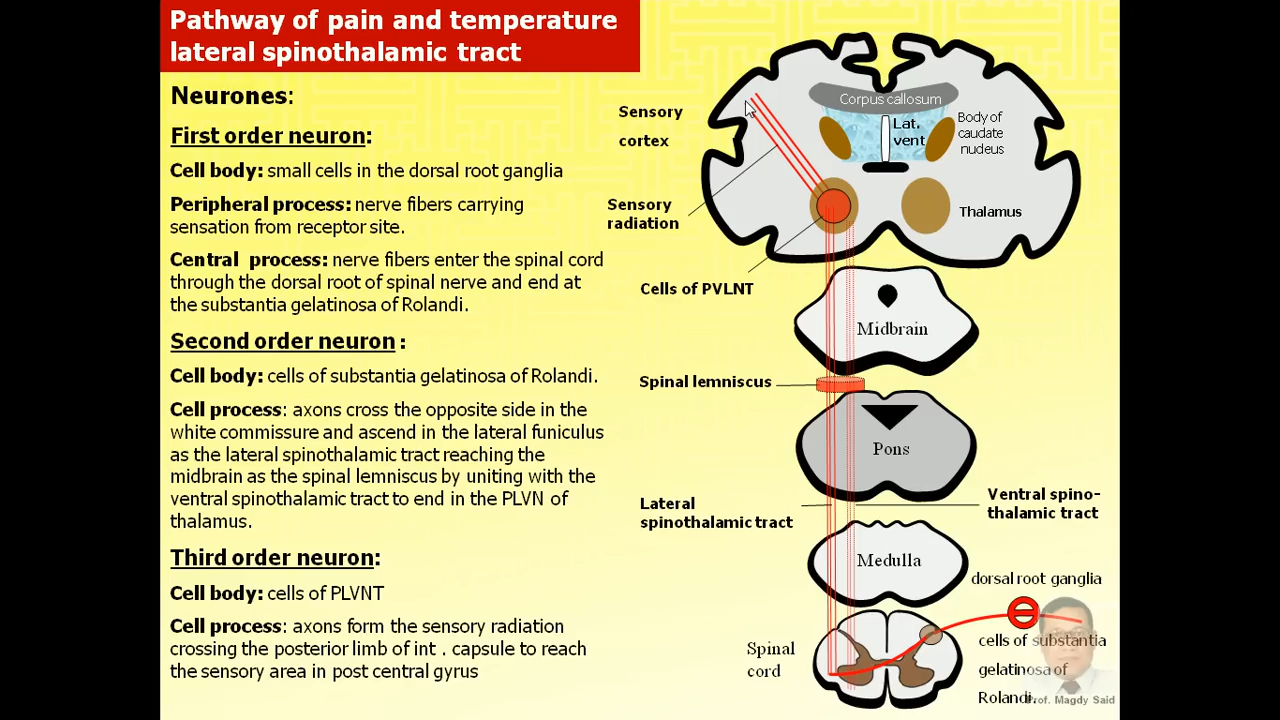 Pathway of pain and temperature
lateral spinothalamic tract
Neurones:
First order neuron:
Cell body: small cells in the dorsal root ganglia
Peripheral process: nerve fibers carrying
sensation from receptor site.
Central process: nerve fibers enter the spinal cord
through the dorsal root of spinal nerve and end at
the substantia gelatinosa of Rolandi.
Second order neuron :
Cell body: cells of substantia gelatinosa of Rolandi.
Cell process: axons cross the opposite side in the
white commissure and ascend in the lateral funiculus
as the lateral spinothalamic tract reaching the
midbrain as the spinal lemniscus by uniting with the
ventral spinothalamic tract to end in the PLVN of
thalamus.
Third order neuron:
Cell body: cells of PLVNT
Cell process: axons form the sensory radiation
crossing the posterior limb of int . capsule to reach
the sensory area in post central gyrus
Sensory
cortex
Corpus callosum
Lat.
vent
Body of
caudate
nudeus
Sensory
radiation
Thalamus
Cells of PVLNT
Midbrain
Spinal lemniscus
Pons
Lateral
spinothalamic tract
Ventral spino-
thalamic tract
Medulla
dorsal root ganglia
Spinal
cord
cells of substantia
gelatinosa of
Rolandi.
Prof. Magdy Said